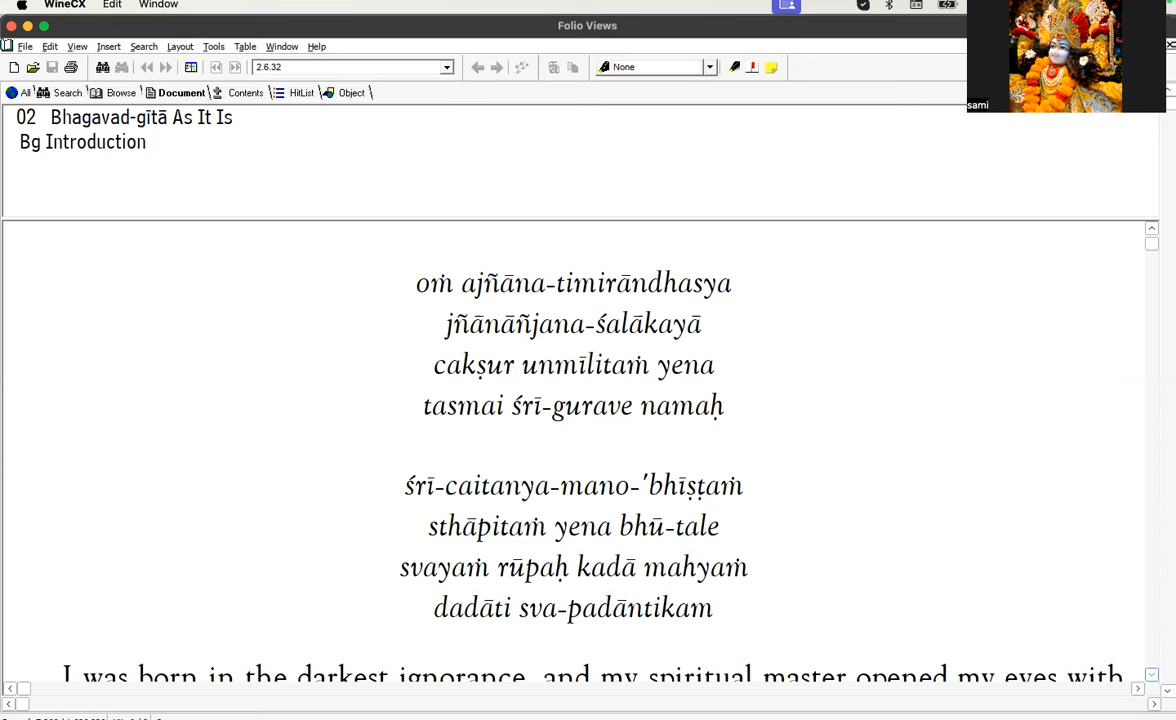 WineCX Edit Window
Folio Views
File Edit View Insert Search Layout Tools Table Window Help
2.6.32 None
All Search Browse Document Contents HitList Object
sami
02 Bhagavad-gītā As It Is
Bg Introduction
oṁ ajñāna-timirāndhasya
jñānāñjana-śalākayā
cakṣur unmīlitaṁ yena
tasmai śrī-gurave namaḥ
śrī-caitanya-mano-'bhīṣṭaṁ
sthāpitaṁ yena bhū-tale
svayaṁ rūpaḥ kadā mahyaṁ
dadāti sva-padāntikam
I was born in the darkest ignorance, and my spiritual master opened my eyes with